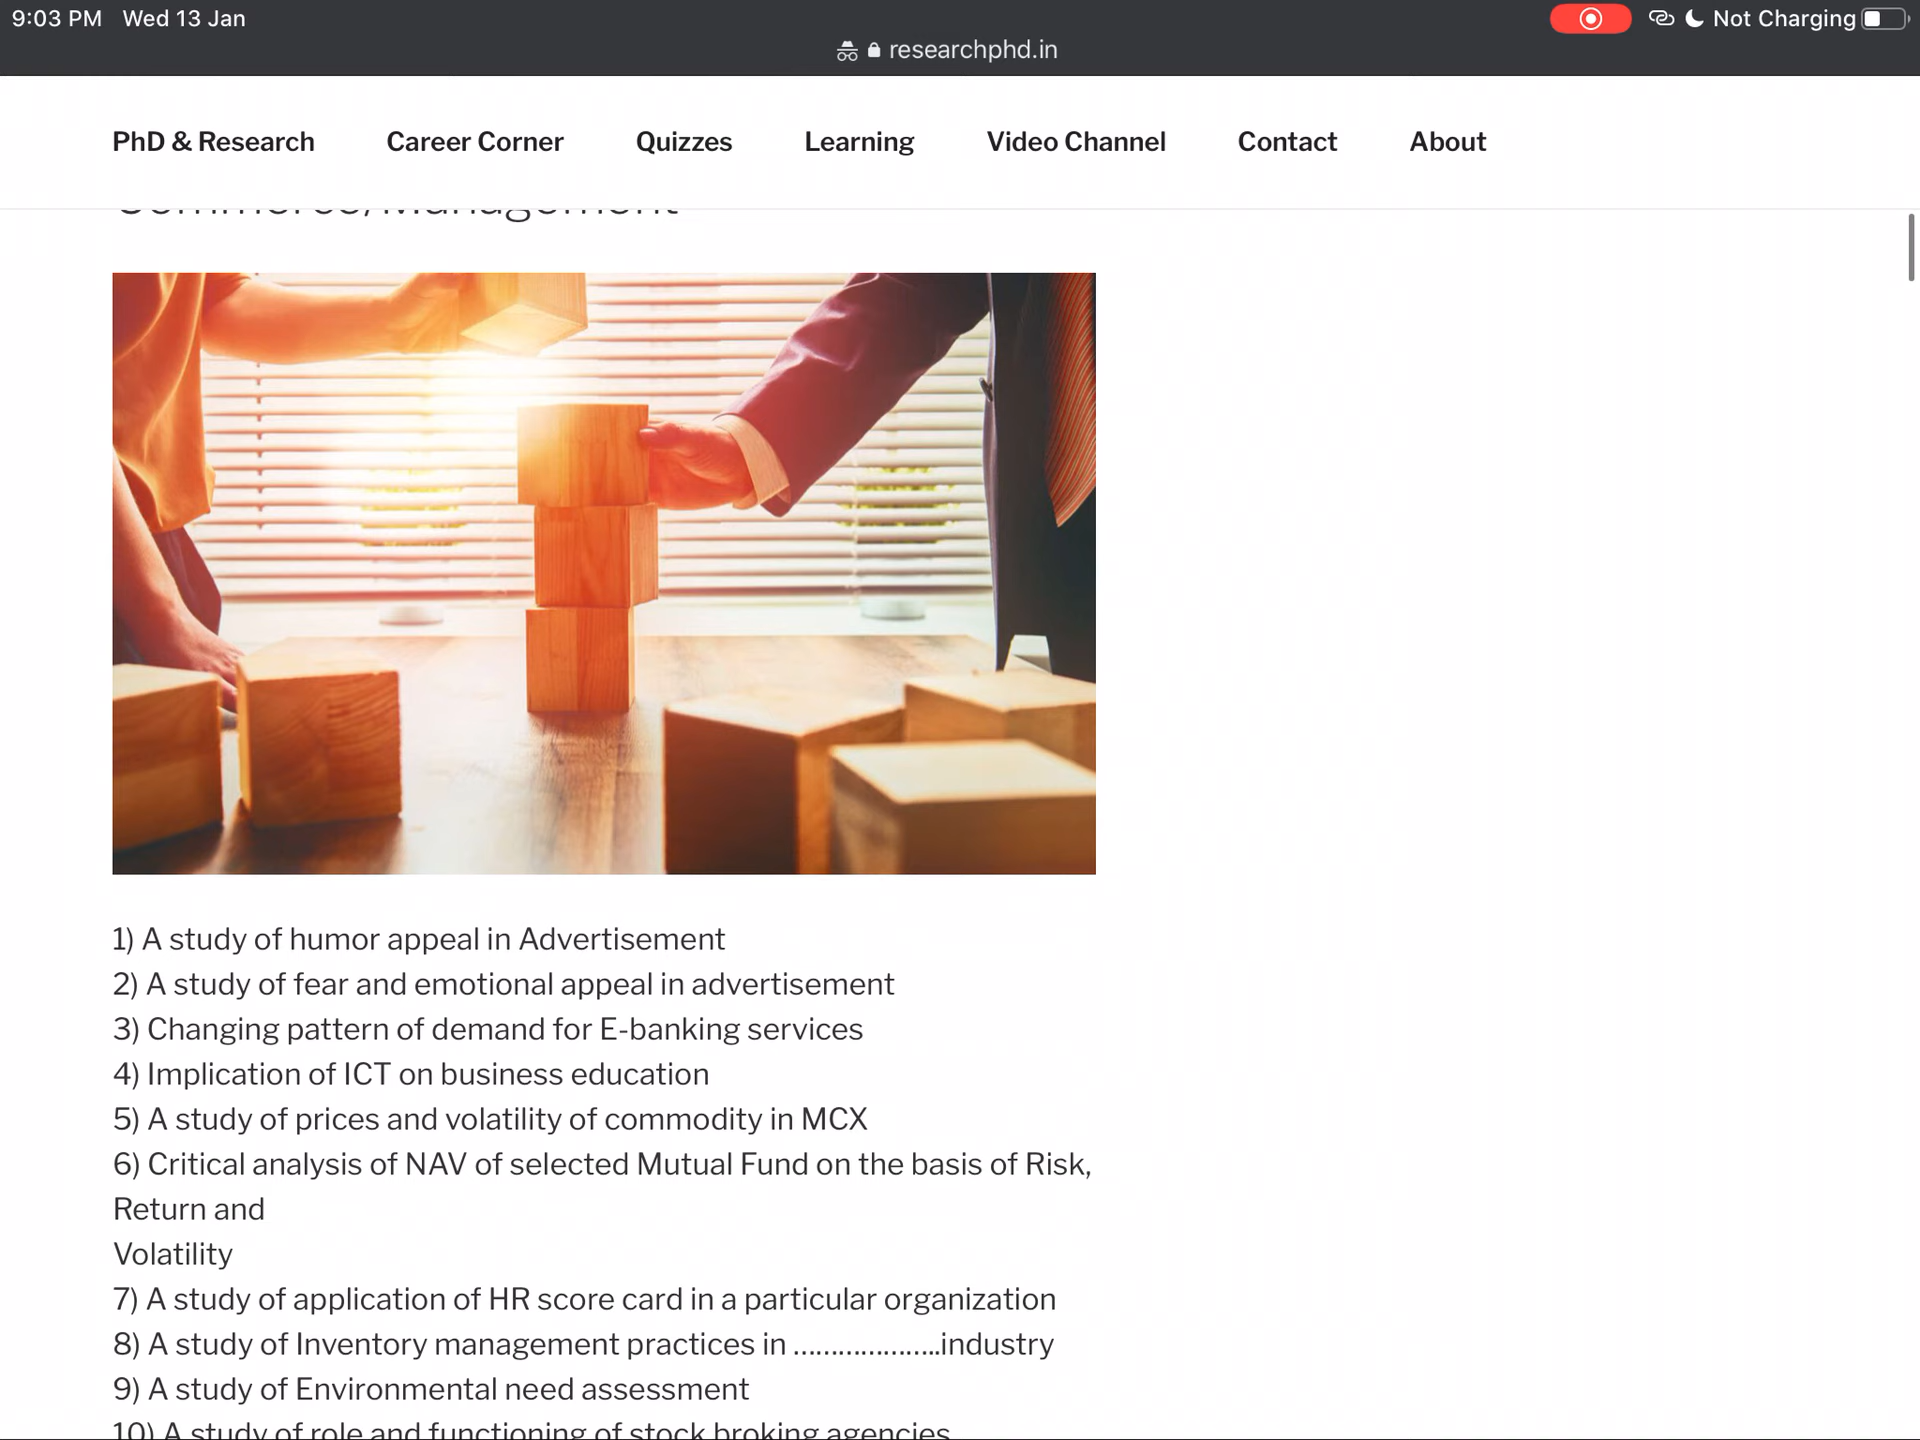 9:03 PM Wed 13 Jan
Not Charging
researchphd.in
PhD & Research Career Corner Quizzes Learning Video Channel Contact About
Commerce/Management
1) A study of humor appeal in Advertisement
2) A study of fear and emotional appeal in advertisement
3) Changing pattern of demand for E-banking services
4) Implication of ICT on business education
5) A study of prices and volatility of commodity in MCX
6) Critical analysis of NAV of selected Mutual Fund on the basis of Risk,
Return and
Volatility
7) A study of application of HR score card in a particular organization
8) A study of Inventory management practices in ………………..industry
9) A study of Environmental need assessment
10) A study of role and functioning of stock broking agencies